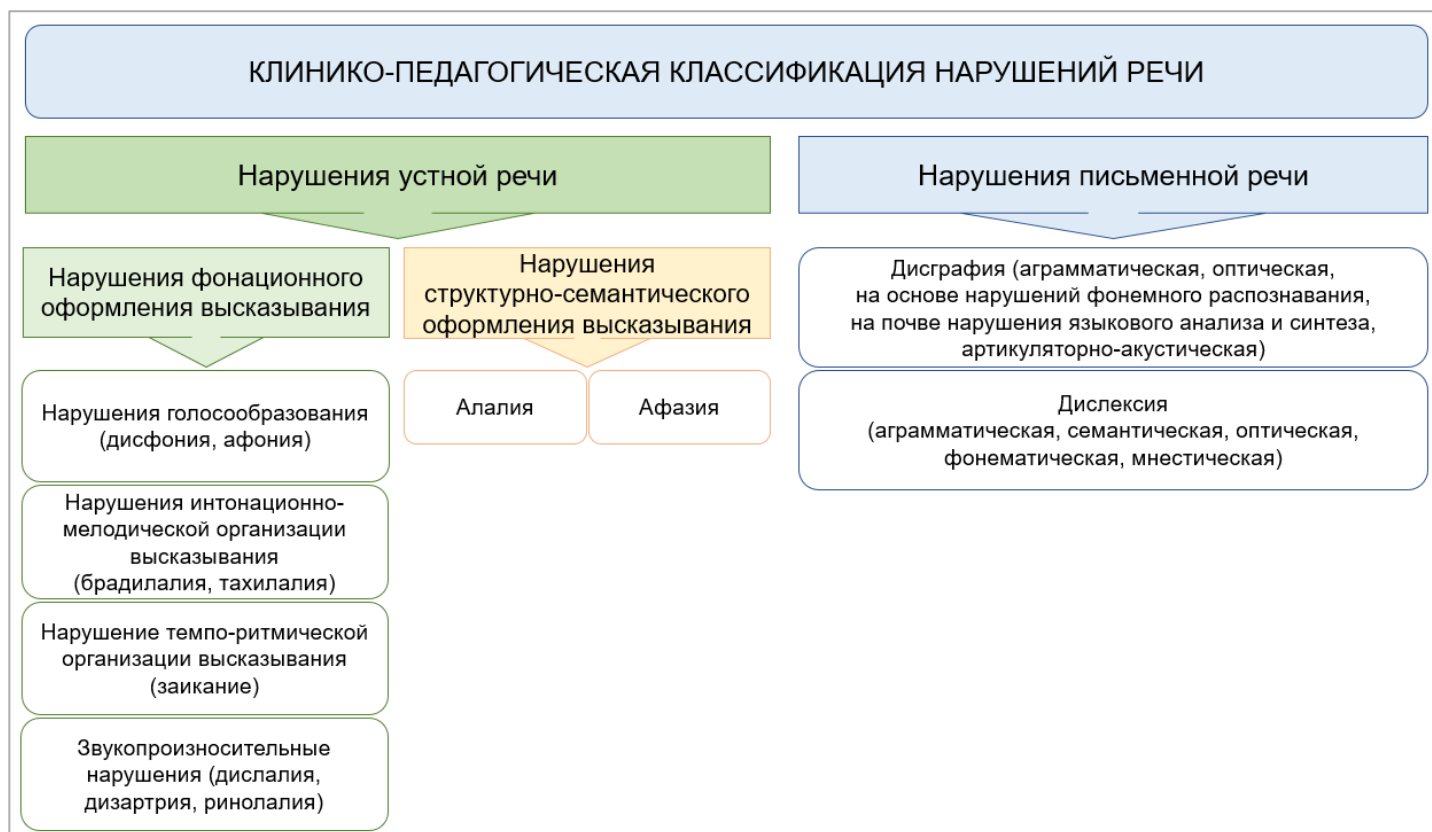 КЛИНИКО-ПЕДАГОГИЧЕСКАЯ КЛАССИФИКАЦИЯ НАРУШЕНИЙ РЕЧИ
Нарушения устной речи
Нарушения фонационного
оформления высказывания
Нарушения голосообразования
(дисфония, афония)
Нарушения интонационно-
мелодической организации
высказывания
(брадилалия, тахилалия)
Нарушение темпо-ритмической
организации высказывания
(заикание)
Звукопроизносительные
нарушения (дислалия,
дизартрия, ринолалия)
Нарушения
структурно-семантического
оформления высказывания
Алалия
Афазия
Нарушения письменной речи
Дисграфия (аграмматическая, оптическая,
на основе нарушений фонемного распознавания,
на почве нарушения языкового анализа и синтеза,
артикуляторно-акустическая)
Дислексия
(аграмматическая, семантическая, оптическая,
фонематическая, мнестическая)